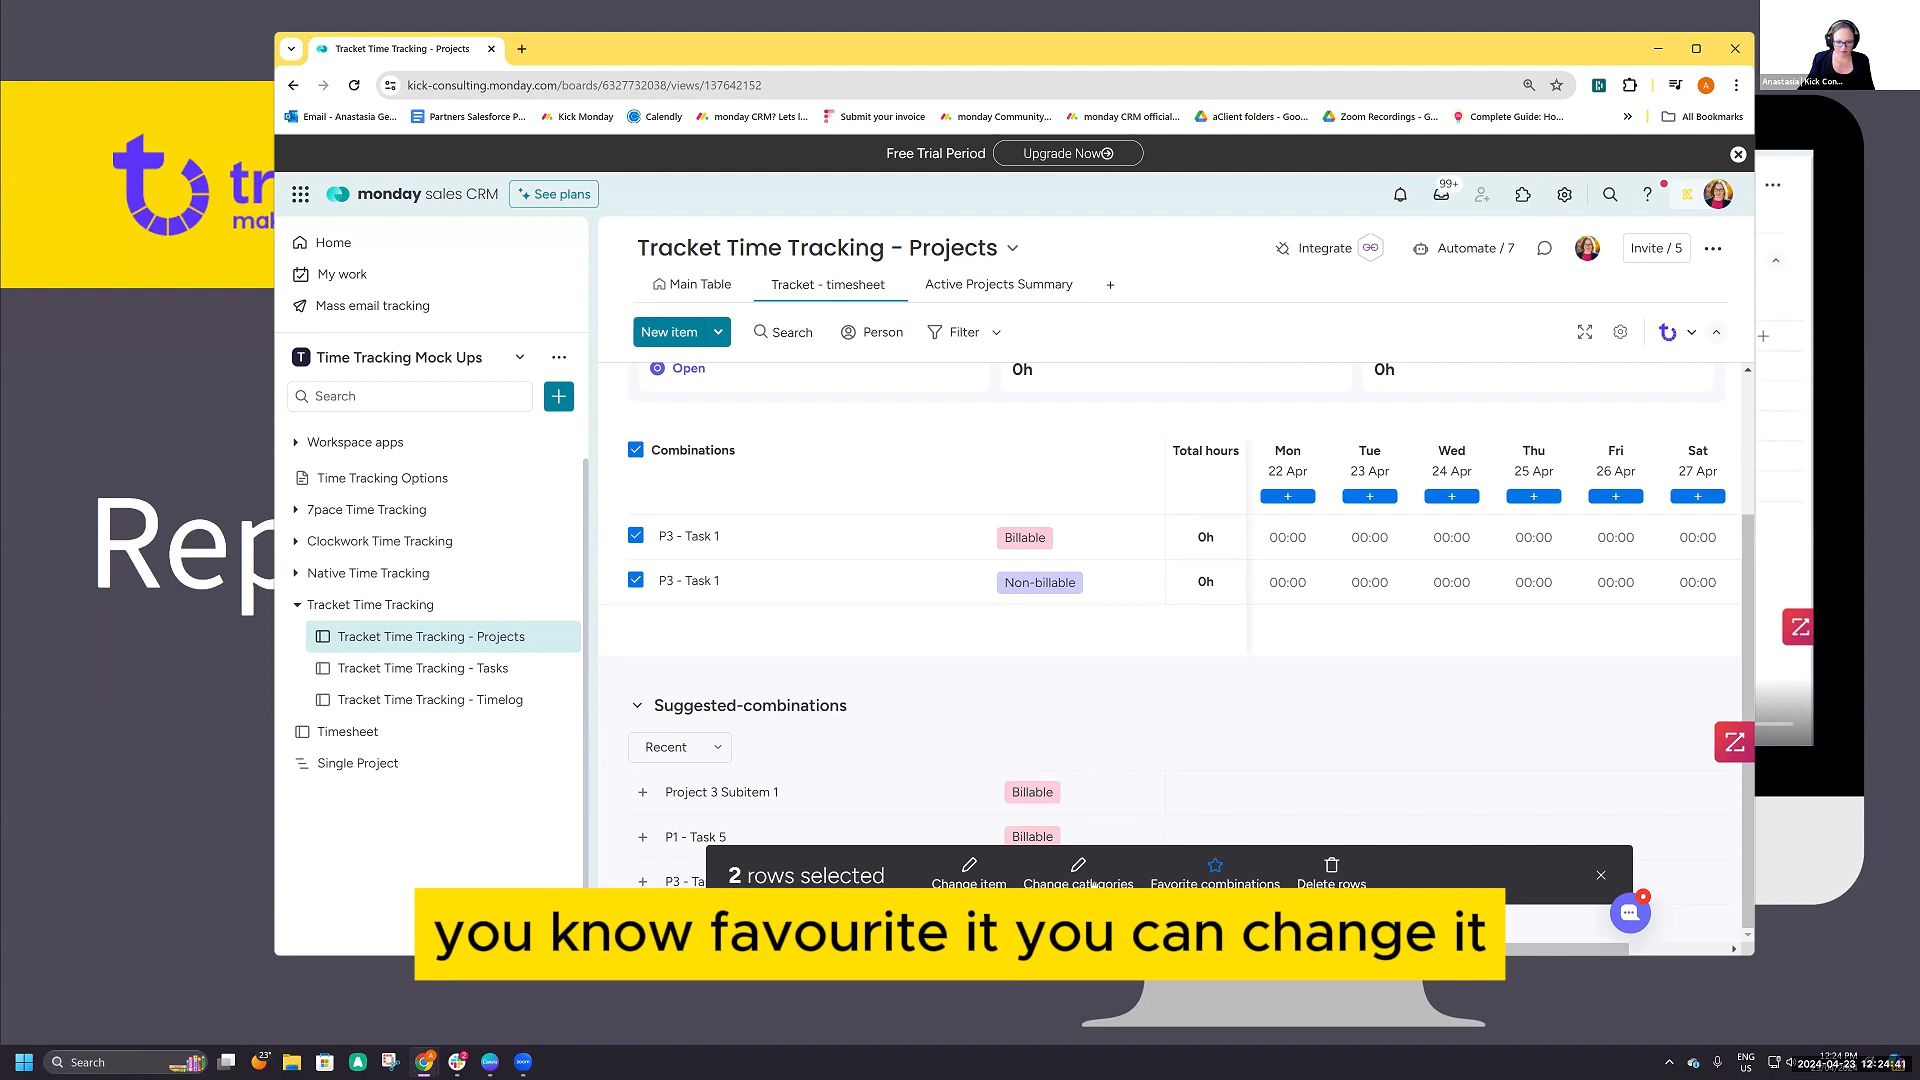 Tracket Time Tracking - Projects
kick-consulting.monday.com/boards/6327732038/views/137642152
Email - Anastasia Ge...
Partners Salesforce P...
Kick Monday
Calendly
monday CRM? Lets l...
Submit your invoice
monday Community...
monday CRM official...
aClient folders - Goo...
Zoom Recordings - G...
Complete Guide: Ho...
All Bookmarks
Anastasia | Kick Con...
Free Trial Period
Upgrade Now
monday sales CRM
See plans
99+
Home
My work
Mass email tracking
Time Tracking Mock Ups
Search
Workspace apps
Time Tracking Options
7pace Time Tracking
Clockwork Time Tracking
Native Time Tracking
Tracket Time Tracking
Tracket Time Tracking - Projects
Tracket Time Tracking - Tasks
Tracket Time Tracking - Timelog
Timesheet
Single Project
Tracket Time Tracking - Projects
Integrate
Automate / 7
Invite / 5
Main Table
Tracket - timesheet
Active Projects Summary
New item
Search
Person
Filter
Open
0h
0h
Combinations
Total hours
Mon
22 Apr
Tue
23 Apr
Wed
24 Apr
Thu
25 Apr
Fri
26 Apr
Sat
27 Apr
P3 - Task 1 Billable 0h 00:00 00:00 00:00 00:00 00:00 00:00
P3 - Task 1 Non-billable 0h 00:00 00:00 00:00 00:00 00:00 00:00
Suggested-combinations
Recent
Project 3 Subitem 1 Billable
P1 - Task 5 Billable
P3 - Ta
2 rows selected
Change item
Change categories
Favorite combinations
Delete rows
you know favourite it you can change it
tr
mak
Rep
Search
23°
ENG
US
2024-04-23 12:24:41